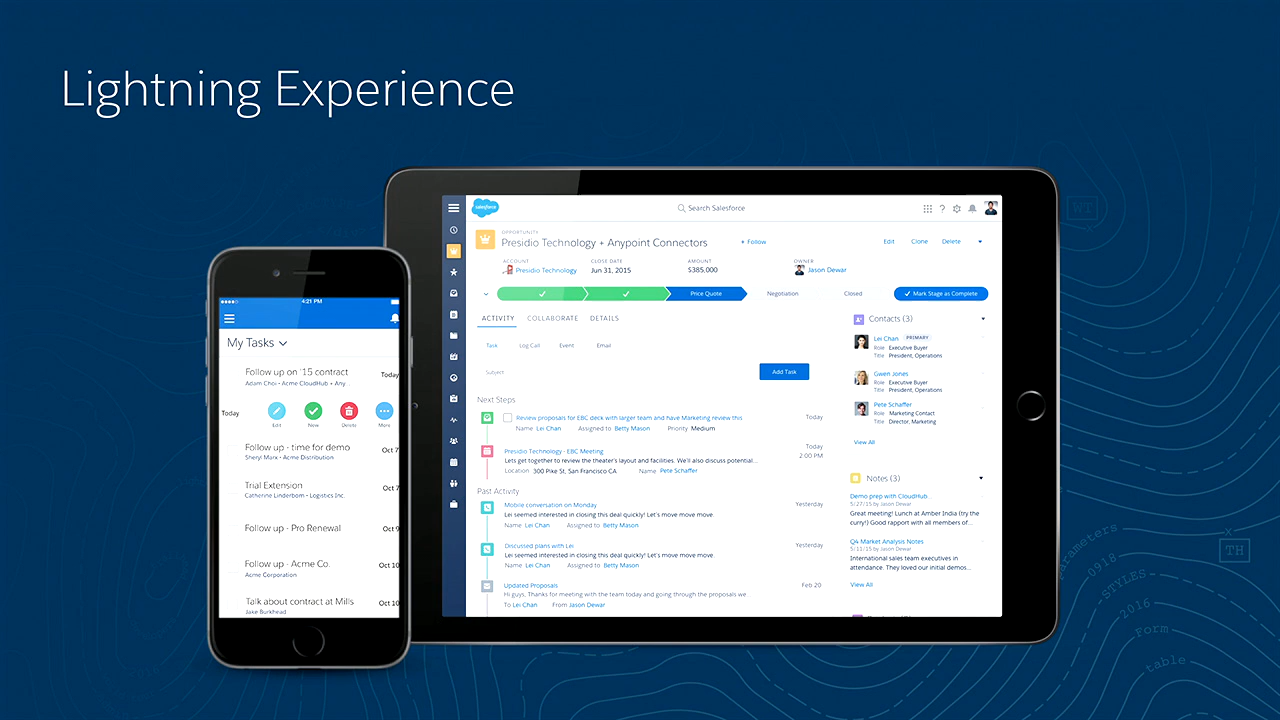 Lightning Experience
salesforce
Search Salesforce
OPPORTUNITY
Presidio Technology + Anypoint Connectors
+ Follow
Edit
Clone
Delete
ACCOUNT
Presidio Technology
CLOSE DATE
Jun 31, 2015
AMOUNT
$385,000
OWNER
Jason Dewar
Price Quote
Negotiation
Closed
Mark Stage as Complete
ACTIVITY
COLLABORATE
DETAILS
Task
Log Call
Event
Email
Subject
Add Task
Next Steps
Review proposals for EBC deck with larger team and have Marketing review this
Today
Name Lei Chan Assigned to Betty Mason Priority Medium
Presidio Technology - EBC Meeting
Today
2:00 PM
Lets get together to review the theater's layout and facilities. We'll also discuss potential...
Location 300 Pike St, San Francisco CA Name Pete Schaffer
Past Activity
Mobile conversation on Monday
Yesterday
Lei seemed interested in closing this deal quickly! Let's move move move.
Name Lei Chan Assigned to Betty Mason
Discussed plans with Lei
Yesterday
Lei seemed interested in closing this deal quickly! Let's move move move.
Name Lei Chan Assigned to Betty Mason
Updated Proposals
Feb 20
Hi guys, Thanks for meeting with the team today and going through the proposals we
To Lei Chan From Jason Dewar
Contacts (3)
Lei Chan PRIMARY
Role Executive Buyer
Title President, Operations
Gwen Jones
Role Executive Buyer
Title President, Operations
Pete Schaffer
Role Marketing Contact
Title Director, Marketing
View All
Notes (3)
Demo prep with CloudHub.
5/27/15 by Jason Dewar
Great meeting! Lunch at Amber India (try the
curry!) Good rapport with all members of...
Q4 Market Analysis Notes
5/11/15 by Jason Dewar
International sales team executives in
attendance. They loved our initial demos...
View All
4:21 PM
My Tasks
Follow up on '15 contract
Adam Choi • Acme CloudHub + Any...
Today
Today
Edit
New
Delete
More
Follow up - time for demo
Sheryl Marx • Acme Distribution
Oct 7
Trial Extension
Catherine Linderbom • Logistics Inc.
Oct 7
Follow up - Pro Renewal
Oct 9
Follow up - Acme Co.
Acme Corporation
Oct 10
Talk about contract at Mills
Jake Burkhead
Oct 10
WT
TH
0918
STYLES
2016
Form
table